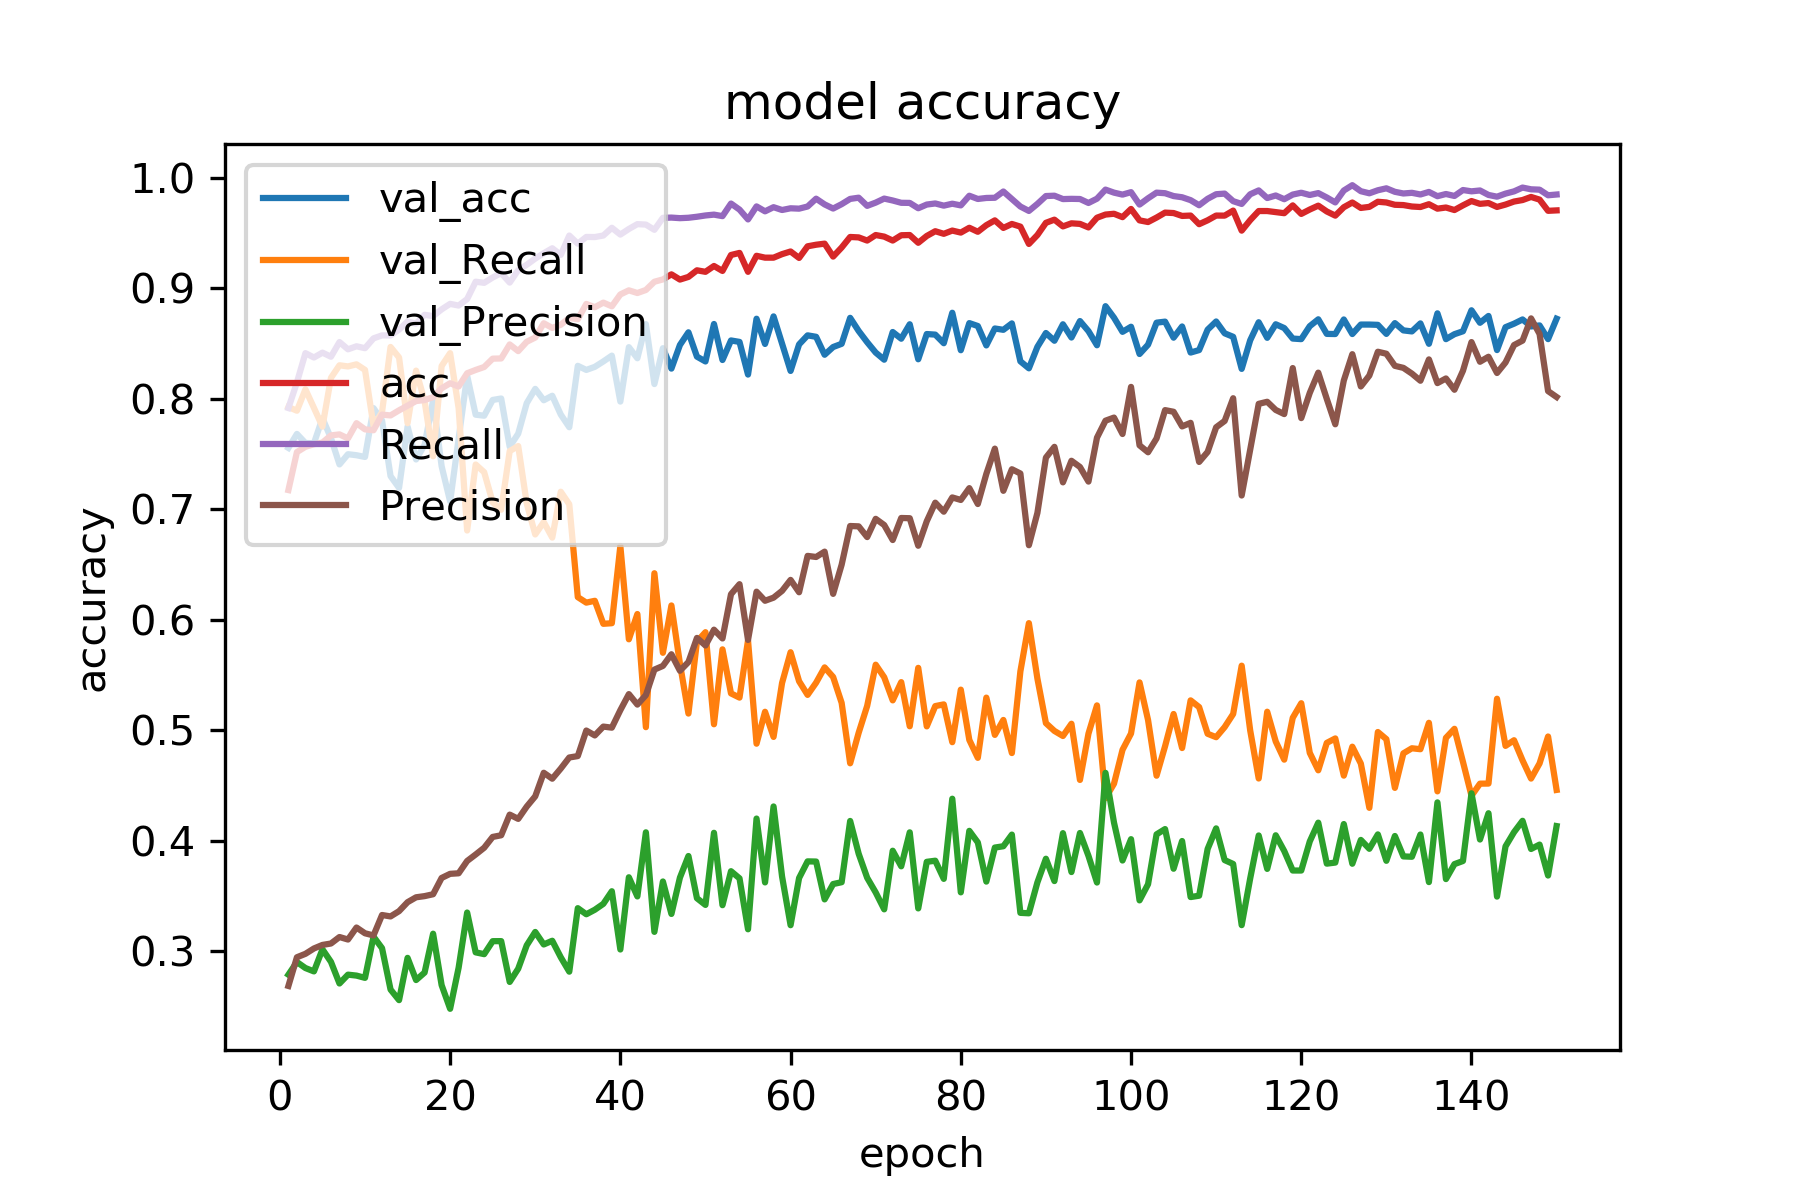 model accuracy
accuracy
1.0
0.9
0.8
0.7
0.6
0.5
0.4
0.3
val_acc
val_Recall
val_Precision
acc
Recall
Precision
0 20 40 60 80 100 120 140
epoch